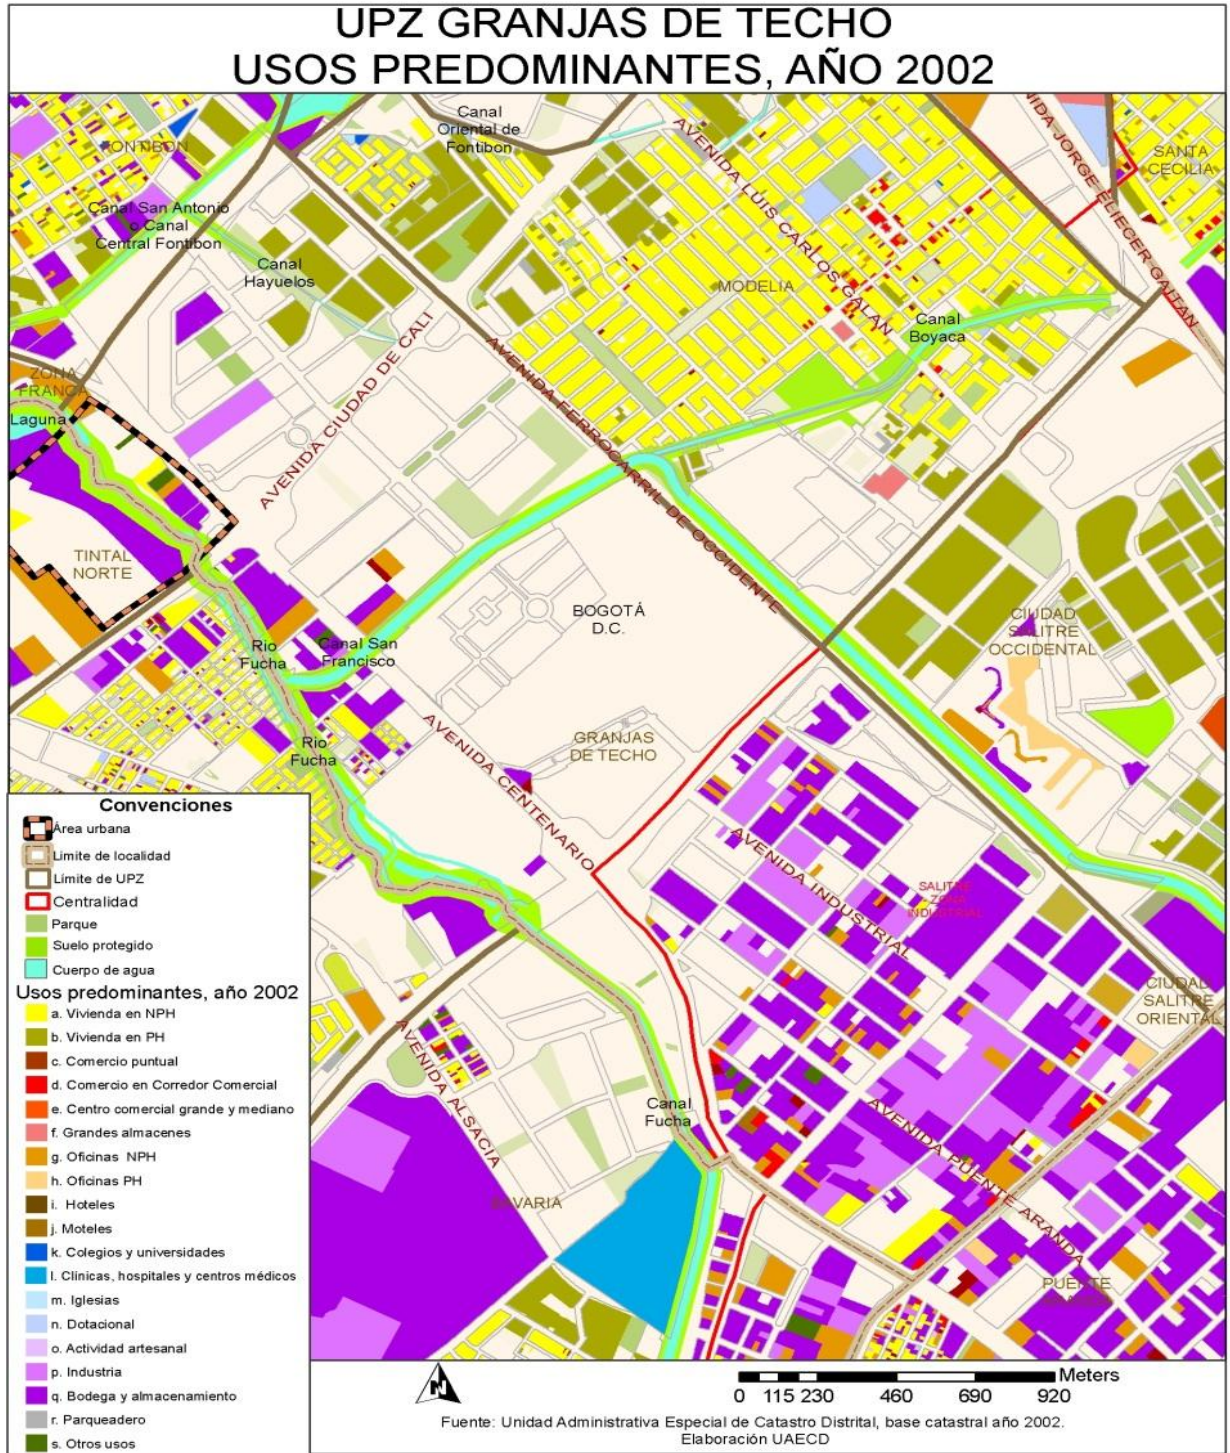 UPZ GRANJAS DE TECHO
USOS PREDOMINANTES, AÑO 2002
Canal
Oriental de
Fontibon
AVENIDA LUIS CARLOS GALAN
NIDA JORGE ELIECER GAITAN
SANTA
CECILIA
FONTIBON
Canal San Antonio
o Canal
Central Fontibon
Canal
Hayuelos
MODELIA
Canal
Boyaca
AVENIDA CIUDAD DE CALI
AVENIDA FERROCARRIL DE OCCIDENTE
ZONA
FRANCA
Laguna
TINTAL
NORTE
BOGOTÁ
D.C.
CIUDAD
SALITRE
OCCIDENTAL
Rio
Fucha
Canal San
Francisco
Rio
Fucha
AVENIDA CENTENARIO
GRANJAS
DE TECHO
AVENIDA INDUSTRIAL
SALITRE
ZONA
INDUSTRIAL
CIUDAD
SALITRE
ORIENTAL
AVENIDA ALSACIA
Canal
Fucha
AVENIDA PUENTE ARANDA
BAVARIA
PUENTE
Convenciones
Área urbana
Limite de localidad
Límite de UPZ
Centralidad
Parque
Suelo protegido
Cuerpo de agua
Usos predominantes, año 2002
a. Vivienda en NPH
b. Vivienda en PH
c. Comercio puntual
d. Comercio en Corredor Comercial
e. Centro comercial grande y mediano
f. Grandes almacenes
g. Oficinas NPH
h. Oficinas PH
i. Hoteles
j. Moteles
k. Colegios y universidades
l. Clínicas, hospitales y centros médicos
m. Iglesias
n. Dotacional
o. Actividad artesanal
p. Industria
q. Bodega y almacenamiento
r. Parqueadero
s. Otros usos
N
Meters
0 115 230 460 690 920
Fuente: Unidad Administrativa Especial de Catastro Distrital, base catastral año 2002.
Elaboración UAECD